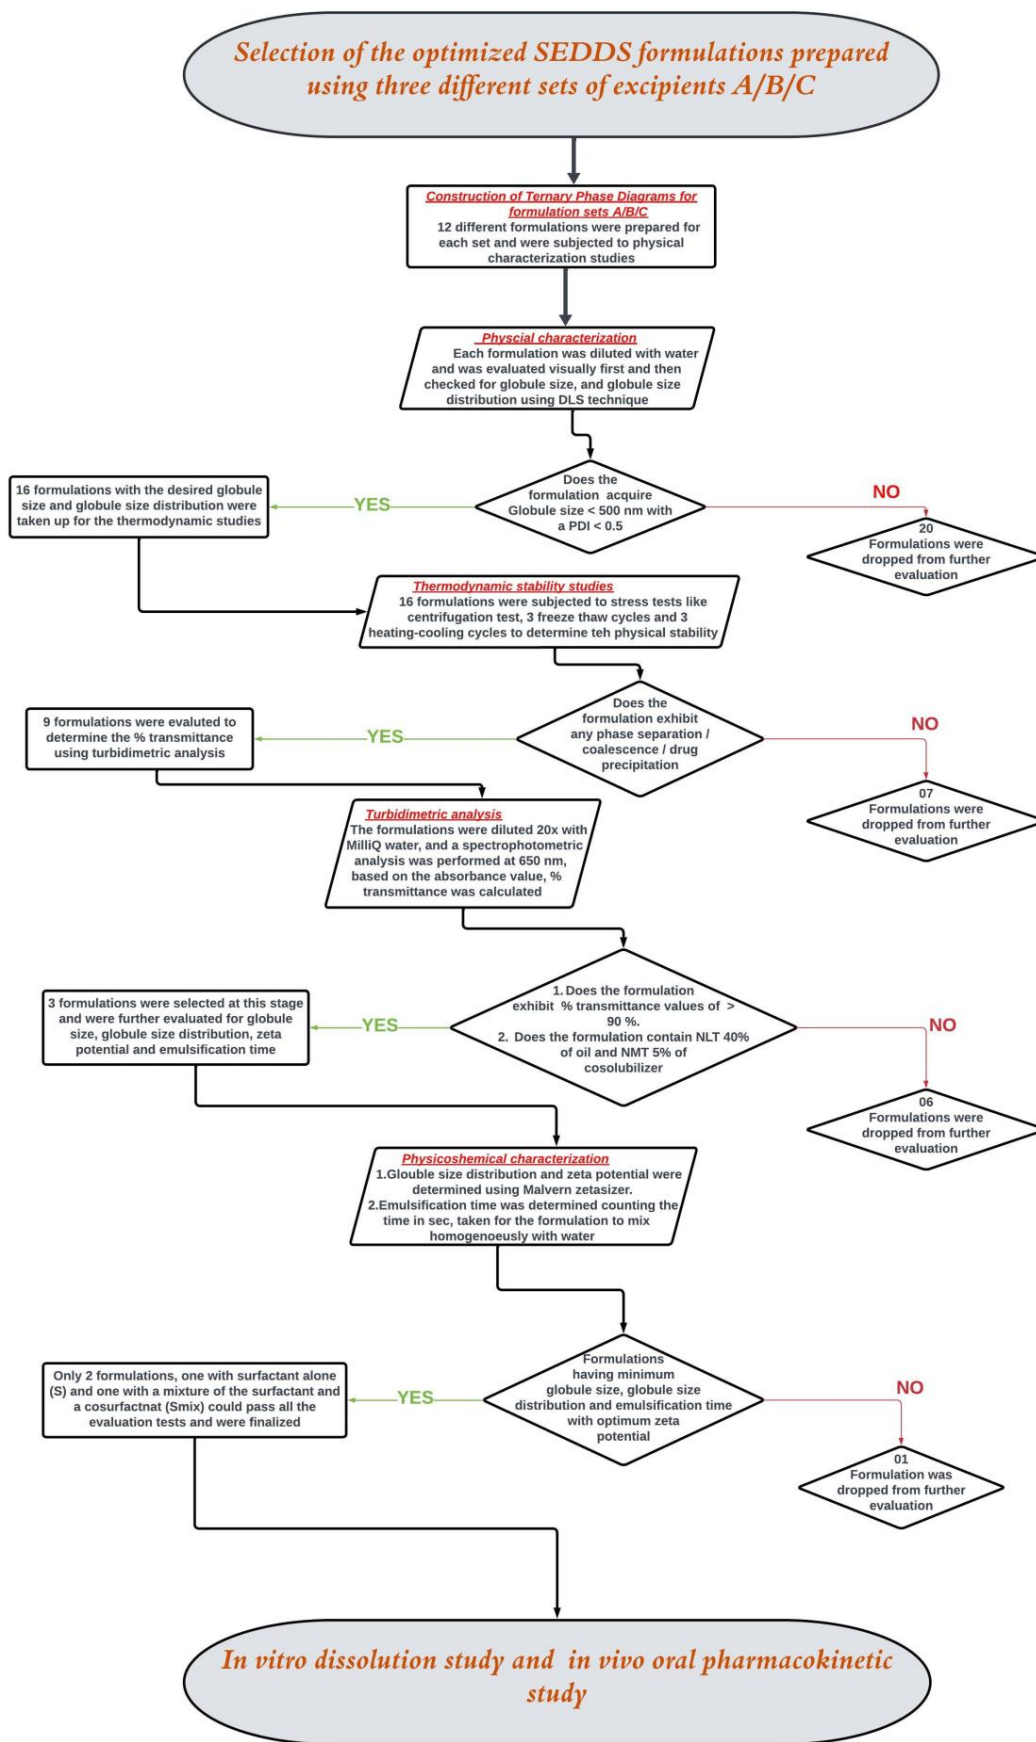 Selection of the optimized SEDDS formulations prepared
using three different sets of excipients A/B/C
Construction of Ternary Phase Diagrams for
formulation sets A/B/C
12 different formulations were prepared for
each set and were subjected to physical
characterization studies
Physcial characterization
Each formulation was diluted with water
and was evaluated visually first and then
checked for globule size, and globule size
distribution using DLS technique
Does the
formulation acquire
Globule size < 500 nm with
a PDI < 0.5
YES
NO
16 formulations with the desired globule
size and globule size distribution were
taken up for the thermodynamic studies
20
Formulations were
dropped from further
evaluation
Thermodynamic stability studies
16 formulations were subjected to stress tests like
centrifugation test, 3 freeze thaw cycles and 3
heating-cooling cycles to determine teh physical stability
Does the
formulation exhibit
any phase separation /
coalescence / drug
precipitation
YES
NO
9 formulations were evaluted to
determine the % transmittance
using turbidimetric analysis
07
Formulations were
dropped from further
evaluation
Turbidimetric analysis
The formulations were diluted 20x with
MilliQ water, and a spectrophotometric
analysis was performed at 650 nm,
based on the absorbance value, %
transmittance was calculated
1. Does the formulation
exhibit % transmittance values of >
90 %.
2. Does the formulation contain NLT 40%
of oil and NMT 5% of
cosolubilizer
YES
NO
3 formulations were selected at this stage
and were further evaluated for globule
size, globule size distribution, zeta
potential and emulsification time
06
Formulations were
dropped from further
evaluation
Physicoshemical characterization
1.Glouble size distribution and zeta potential were
determined using Malvern zetasizer.
2.Emulsification time was determined counting the
time in sec, taken for the formulation to mix
homogenoeusly with water
Formulations
having minimum
globule size, globule size
distribution and emulsification time
with optimum zeta
potential
YES
NO
Only 2 formulations, one with surfactant alone
(S) and one with a mixture of the surfactant and
a cosurfactnat (Smix) could pass all the
evaluation tests and were finalized
01
Formulation was
dropped from further
evaluation
In vitro dissolution study and in vivo oral pharmacokinetic
study